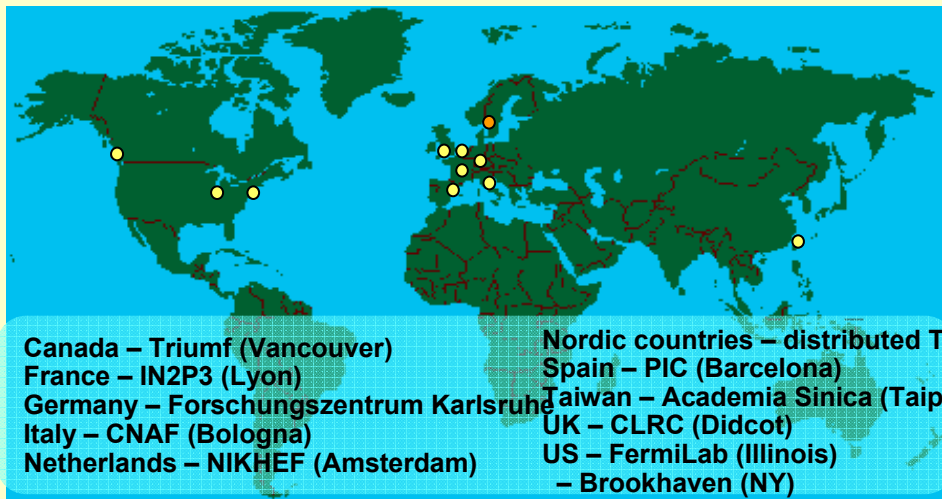 Canada – Triumf (Vancouver)
France – IN2P3 (Lyon)
Germany – Forschungszentrum Karlsruhe
Italy – CNAF (Bologna)
Netherlands – NIKHEF (Amsterdam)
Nordic countries – distributed T
Spain – PIC (Barcelona)
Taiwan – Academia Sinica (Taip
UK – CLRC (Didcot)
US – FermiLab (Illinois)
– Brookhaven (NY)